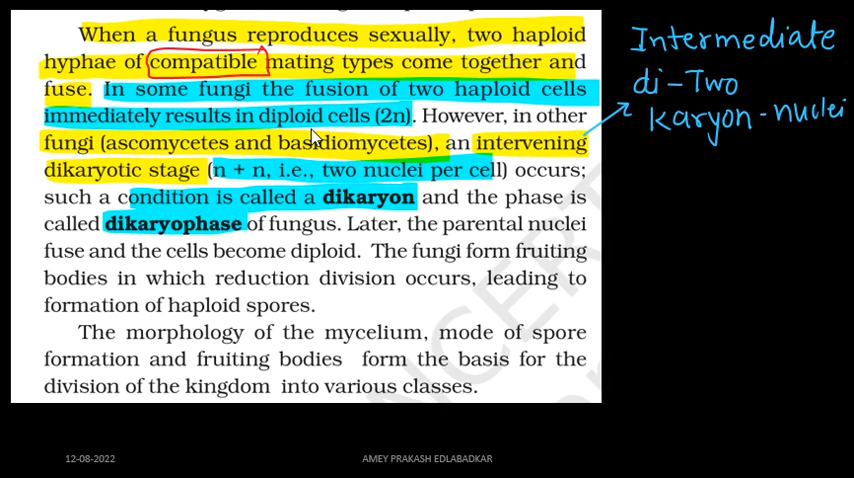 When a fungus reproduces sexually, two haploid
hyphae of compatible mating types come together and
fuse. In some fungi the fusion of two haploid cells
immediately results in diploid cells (2n). However, in other
fungi (ascomycetes and basidiomycetes), an intervening
dikaryotic stage (n + n, i.e., two nuclei per cell) occurs;
such a condition is called a dikaryon and the phase is
called dikaryophase of fungus. Later, the parental nuclei
fuse and the cells become diploid. The fungi form fruiting
bodies in which reduction division occurs, leading to
formation of haploid spores.
The morphology of the mycelium, mode of spore
formation and fruiting bodies form the basis for the
division of the kingdom into various classes.
Intermediate
di - Two
Karyon - nuclei
12-08-2022
AMEY PRAKASH EDLABADKAR